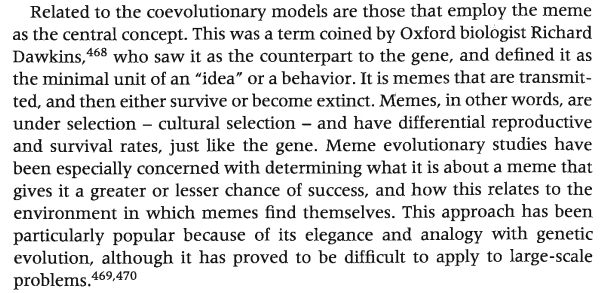 Related to the coevolutionary models are those that employ the meme
as the central concept. This was a term coined by Oxford biologist Richard
Dawkins,468 who saw it as the counterpart to the gene, and defined it as
the minimal unit of an “idea” or a behavior. It is memes that are transmit-
ted, and then either survive or become extinct. Memes, in other words, are
under selection – cultural selection – and have differential reproductive
and survival rates, just like the gene. Meme evolutionary studies have
been especially concerned with determining what it is about a meme that
gives it a greater or lesser chance of success, and how this relates to the
environment in which memes find themselves. This approach has been
particularly popular because of its elegance and analogy with genetic
evolution, although it has proved to be difficult to apply to large-scale
problems.469,470